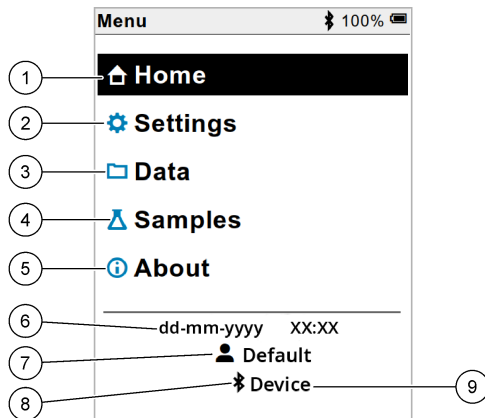 Menu 100%
1 Home
2 Settings
3 Data
4 Samples
5 About
6 dd-mm-yyyy XX:XX
7 Default
8 Device 9